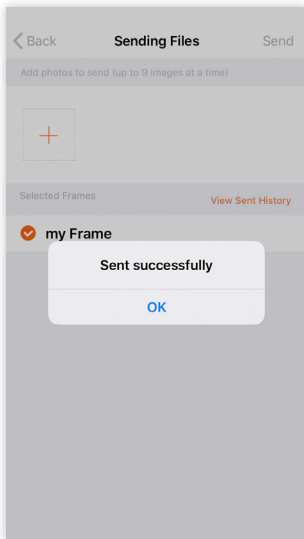 Back Sending Files Send
Add photos to send (up to 9 images at a time)
Selected Frames View Sent History
my Frame
Sent successfully
OK